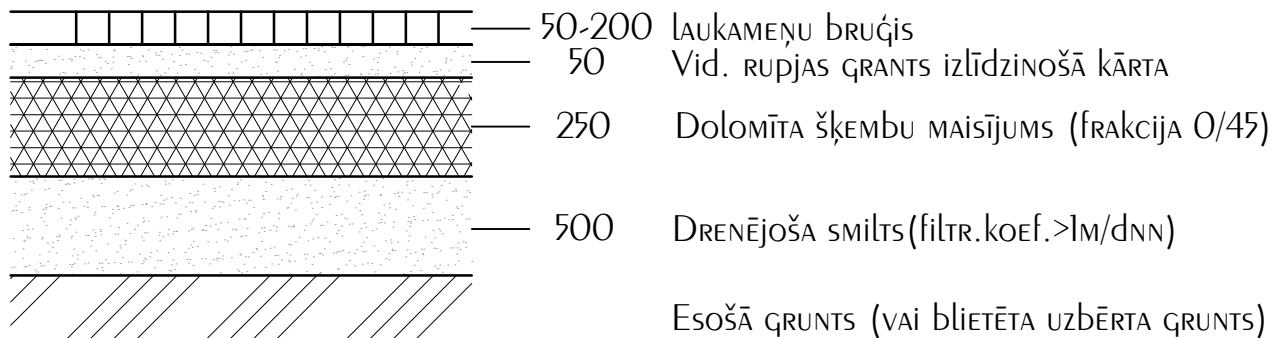 50-200 laukameņu bruģis
50 Vid. rupjas grants izlīdzinošā kārta
250 Dolomīta šķembu maisījums (frakcija 0/45)
500 Drenējoša smilts(filtr.koef.>1m/dnn)
Esošā grunts (vai blietēta uzbērta grunts)